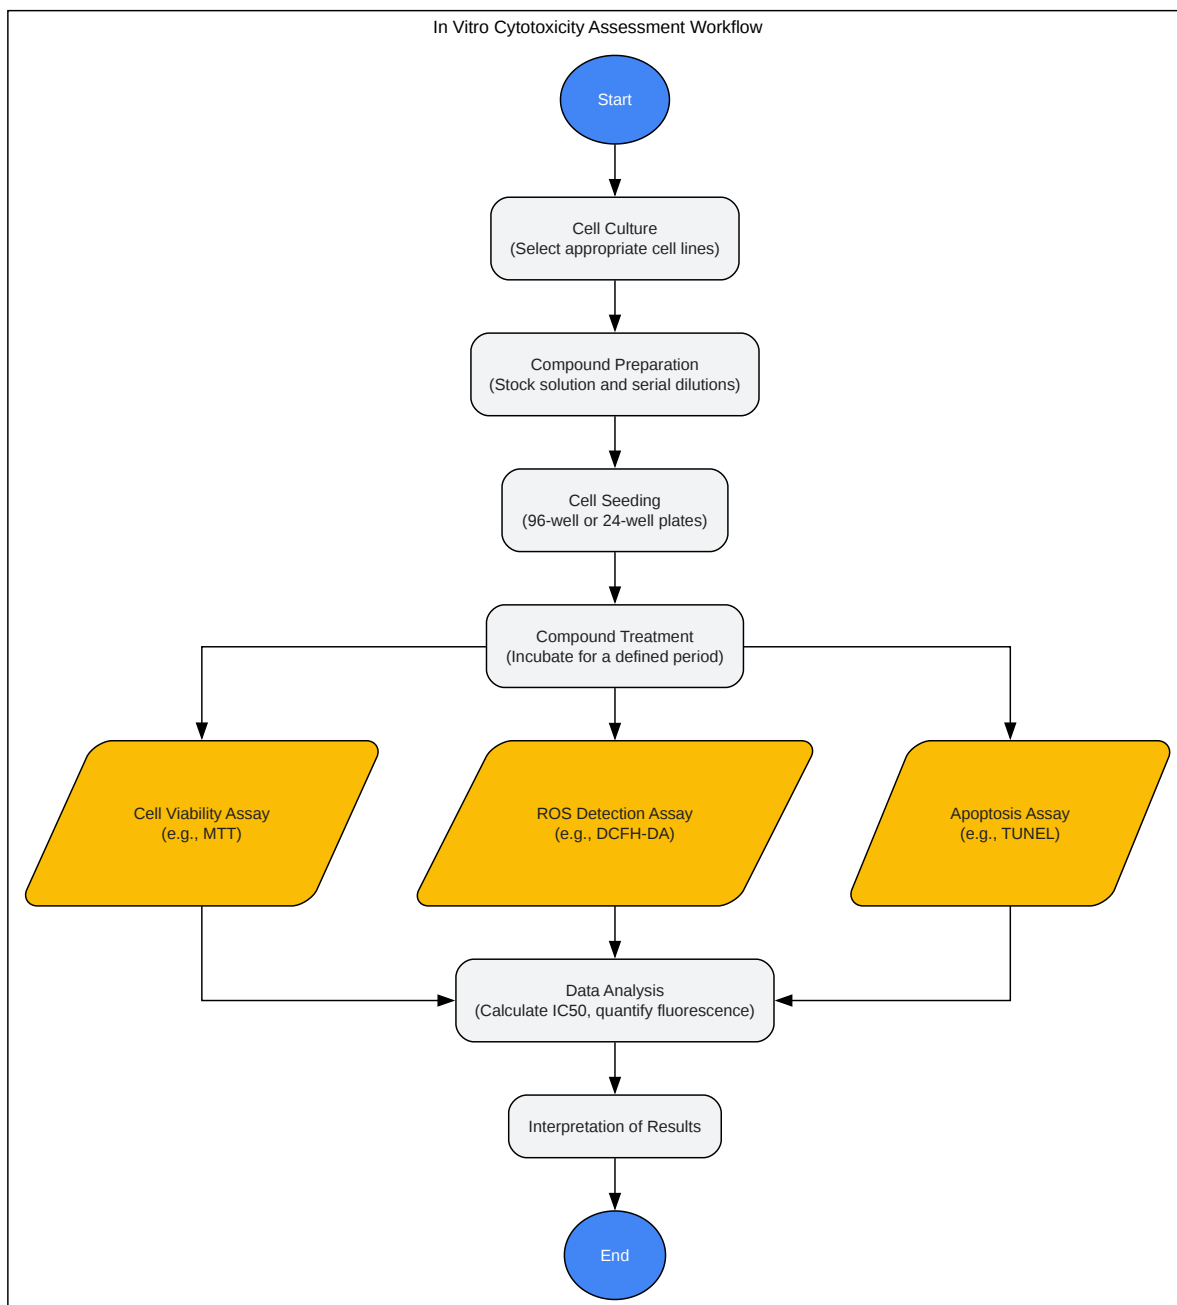 In Vitro Cytotoxicity Assessment Workflow
Start
Cell Culture
(Select appropriate cell lines)
Compound Preparation
(Stock solution and serial dilutions)
Cell Seeding
(96-well or 24-well plates)
Compound Treatment
(Incubate for a defined period)
Cell Viability Assay
(e.g., MTT)
ROS Detection Assay
(e.g., DCFH-DA)
Apoptosis Assay
(e.g., TUNEL)
Data Analysis
(Calculate IC50, quantify fluorescence)
Interpretation of Results
End